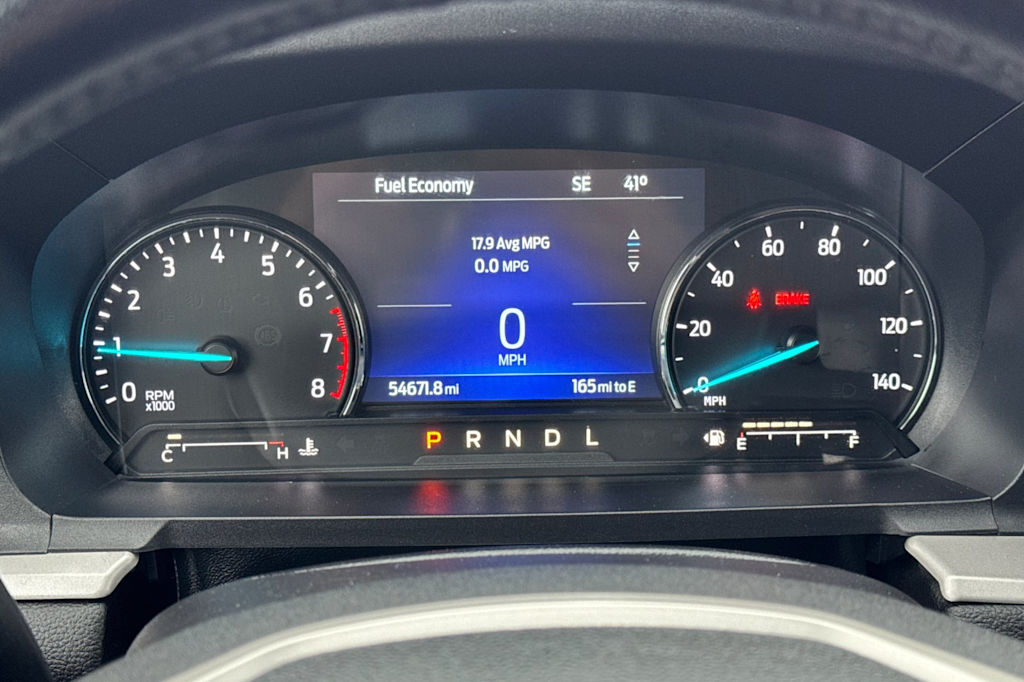 Fuel Economy SE 41°
17.9 Avg MPG
0.0 MPG
0
MPH
54671.8 mi 165 mi to E
0 1 2 3 4 5 6 7 8
RPM
x1000
0 20 40 60 80 100 120 140
BRAKE
MPH
C H
P R N D L
E F